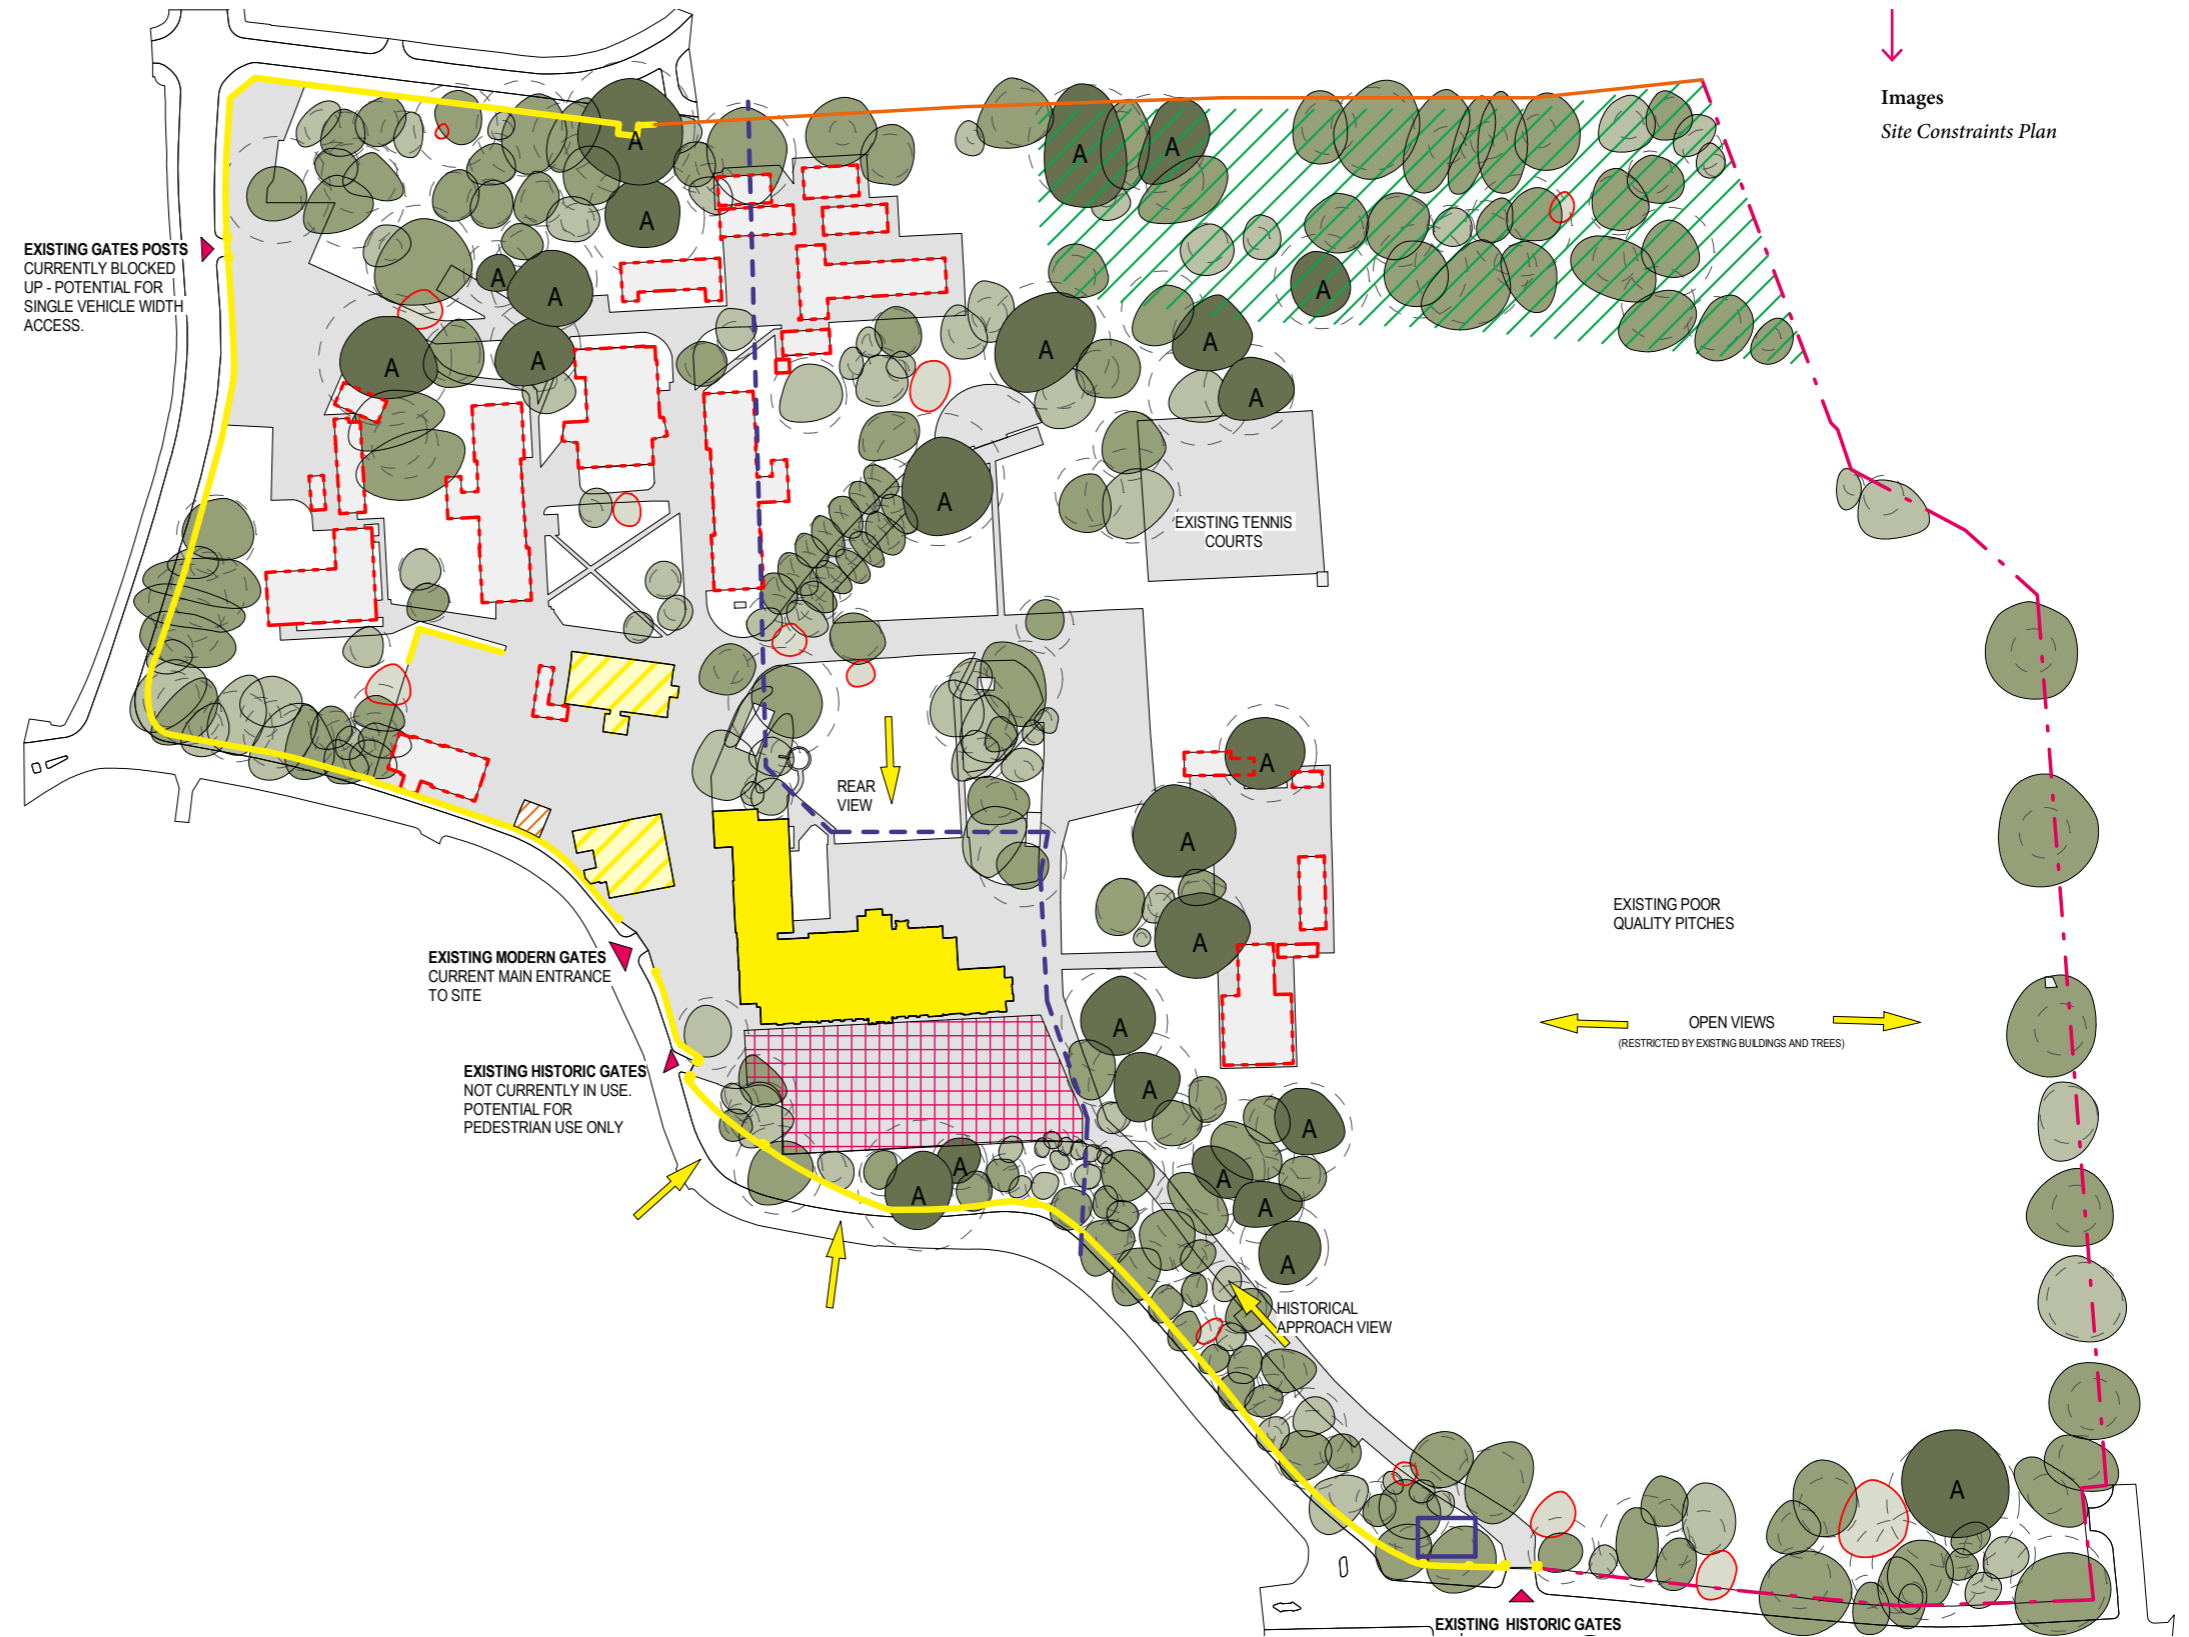 Images
Site Constraints Plan
A
A
A
A
EXISTING GATES POSTS
CURRENTLY BLOCKED
UP - POTENTIAL FOR
SINGLE VEHICLE WIDTH
ACCESS.
A
A
A
A
A
A
A
A
A
EXISTING TENNIS
COURTS
A
REAR
VIEW
A
A
A
EXISTING POOR
QUALITY PITCHES
EXISTING MODERN GATES
CURRENT MAIN ENTRANCE
TO SITE
A
OPEN VIEWS
(RESTRICTED BY EXISTING BUILDINGS AND TREES)
EXISTING HISTORIC GATES
NOT CURRENTLY IN USE.
POTENTIAL FOR
PEDESTRIAN USE ONLY
A
A
A
A
A
A
A
HISTORICAL
APPROACH VIEW
A
EXISTING HISTORIC GATES